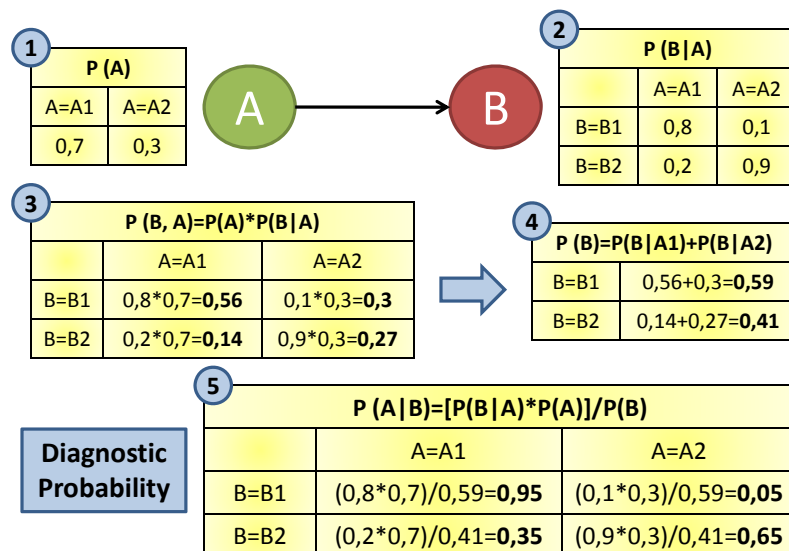 1
P (A)
A=A1 A=A2
0,7 0,3
A
B
2
P (B|A)
A=A1 A=A2
B=B1 0,8 0,1
B=B2 0,2 0,9
3
P (B, A)=P(A)*P(B|A)
A=A1 A=A2
B=B1 0,8*0,7=0,56 0,1*0,3=0,3
B=B2 0,2*0,7=0,14 0,9*0,3=0,27
4
P (B)=P(B|A1)+P(B|A2)
B=B1 0,56+0,3=0,59
B=B2 0,14+0,27=0,41
Diagnostic
Probability
5
P (A|B)=[P(B|A)*P(A)]/P(B)
A=A1 A=A2
B=B1 (0,8*0,7)/0,59=0,95 (0,1*0,3)/0,59=0,05
B=B2 (0,2*0,7)/0,41=0,35 (0,9*0,3)/0,41=0,65